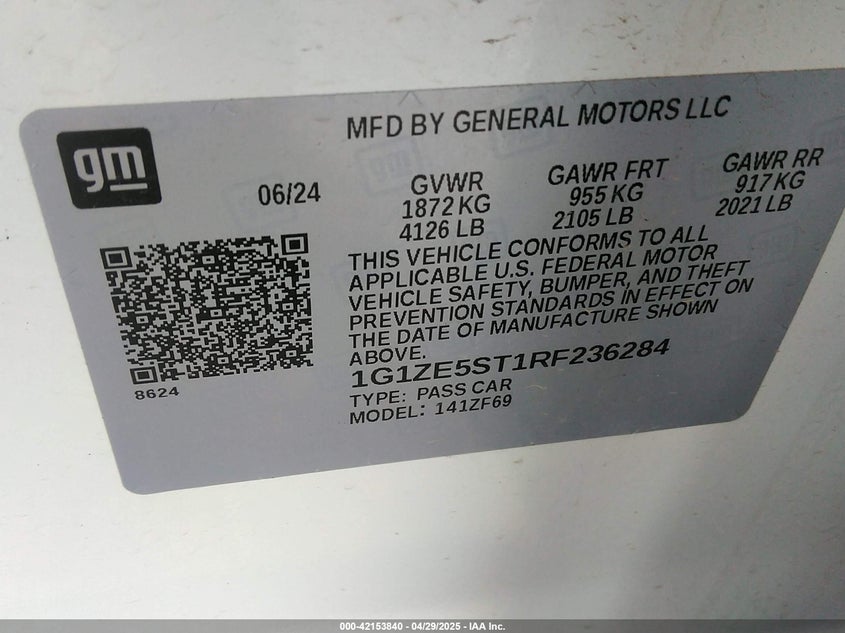 gm
MFD BY GENERAL MOTORS LLC
06/24
GVWR
1872 KG
4126 LB
GAWR FRT
955 KG
2105 LB
GAWR RR
917 KG
2021 LB
THIS VEHICLE CONFORMS TO ALL
APPLICABLE U.S. FEDERAL MOTOR
VEHICLE SAFETY, BUMPER, AND THEFT
PREVENTION STANDARDS IN EFFECT ON
THE DATE OF MANUFACTURE SHOWN
ABOVE.
8624
1G1ZE5ST1RF236284
TYPE: PASS CAR
MODEL: 141ZF69
000-42153840 - 04/29/2025 - IAA Inc.